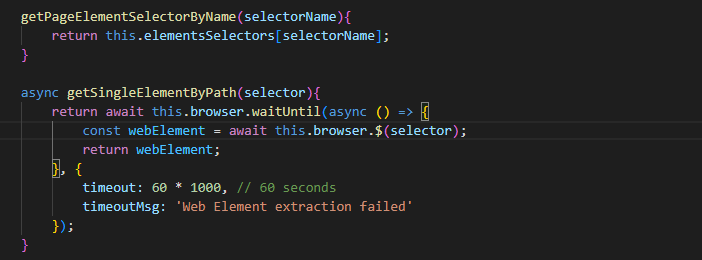 getPageElementSelectorByName(selectorName){
    return this.elementsSelectors[selectorName];
}

async getSingleElementByPath(selector){
    return await this.browser.waitUntil(async () => {
        const webElement = await this.browser.$(selector);
        return webElement;
    }, {
        timeout: 60 * 1000, // 60 seconds
        timeoutMsg: 'Web Element extraction failed'
    });
}